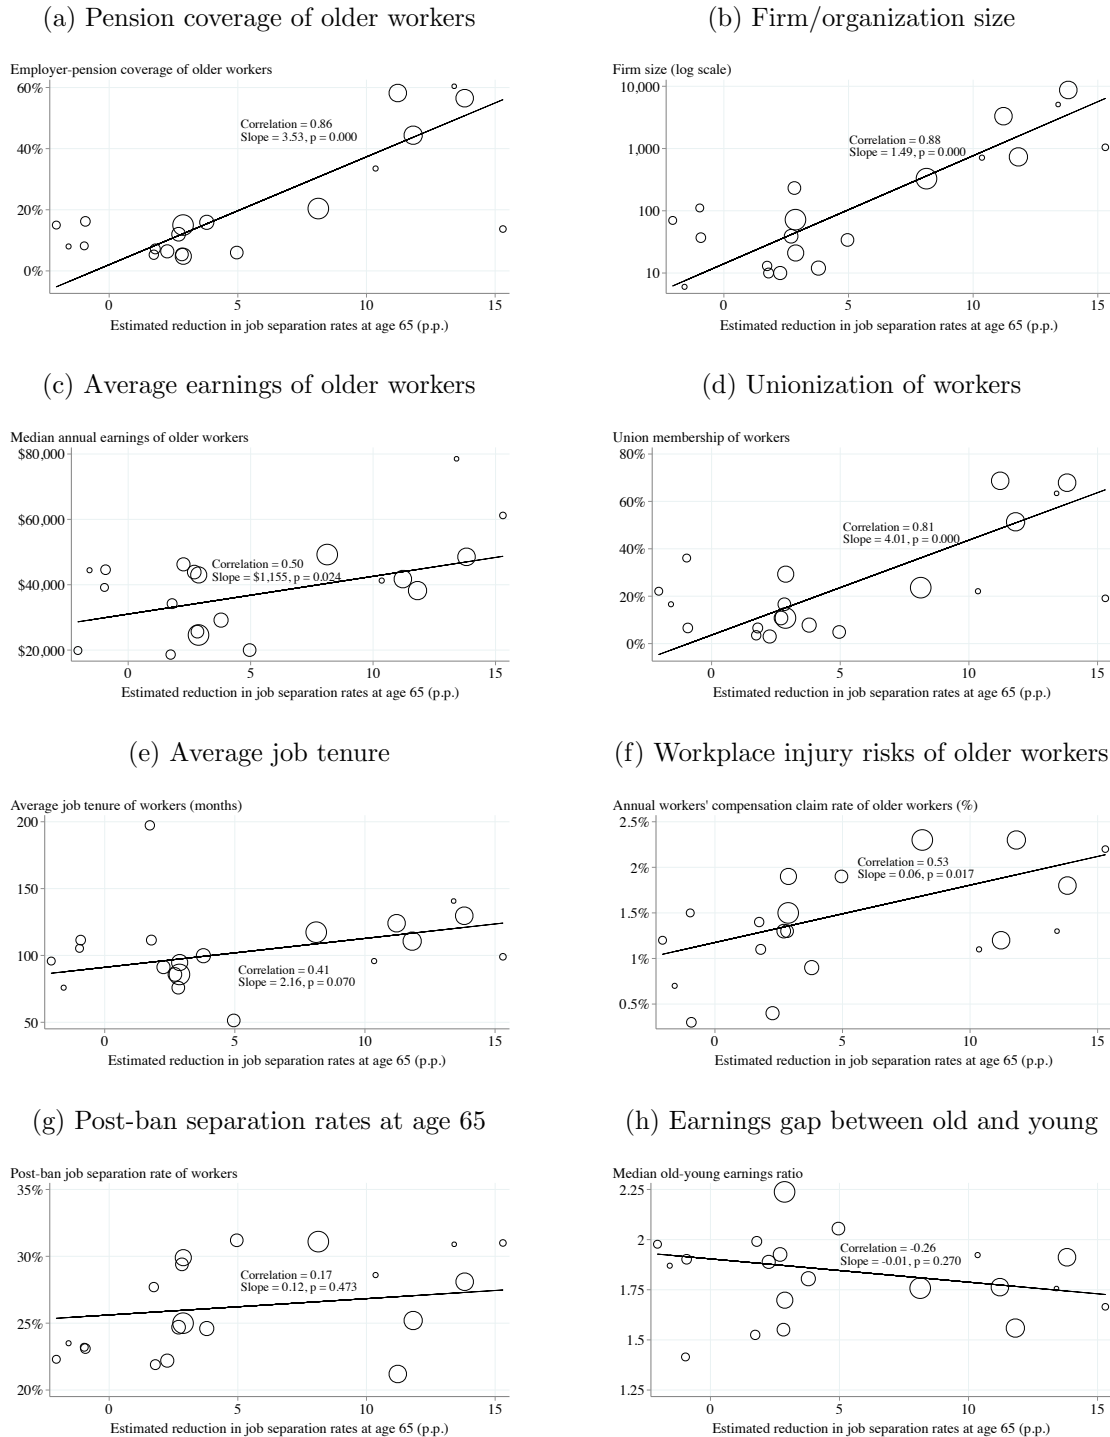 (a) Pension coverage of older workers
Employer-pension coverage of older workers
60%
40%
20%
0%
Correlation = 0.86
Slope = 3.53, p = 0.000
0 5 10 15
Estimated reduction in job separation rates at age 65 (p.p.)
(b) Firm/organization size
Firm size (log scale)
10,000
1,000
100
10
Correlation = 0.88
Slope = 1.49, p = 0.000
0 5 10 15
Estimated reduction in job separation rates at age 65 (p.p.)
(c) Average earnings of older workers
Median annual earnings of older workers
$80,000
$60,000
$40,000
$20,000
Correlation = 0.50
Slope = $1,155, p = 0.024
0 5 10 15
Estimated reduction in job separation rates at age 65 (p.p.)
(d) Unionization of workers
Union membership of workers
80%
60%
40%
20%
0%
Correlation = 0.81
Slope = 4.01, p = 0.000
0 5 10 15
Estimated reduction in job separation rates at age 65 (p.p.)
(e) Average job tenure
Average job tenure of workers (months)
200
150
100
50
Correlation = 0.41
Slope = 2.16, p = 0.070
0 5 10 15
Estimated reduction in job separation rates at age 65 (p.p.)
(f) Workplace injury risks of older workers
Annual workers' compensation claim rate of older workers (%)
2.5%
2%
1.5%
1%
0.5%
Correlation = 0.53
Slope = 0.06, p = 0.017
0 5 10 15
Estimated reduction in job separation rates at age 65 (p.p.)
(g) Post-ban separation rates at age 65
Post-ban job separation rate of workers
35%
30%
25%
20%
Correlation = 0.17
Slope = 0.12, p = 0.473
0 5 10 15
Estimated reduction in job separation rates at age 65 (p.p.)
(h) Earnings gap between old and young
Median old-young earnings ratio
2.25
2
1.75
1.5
1.25
Correlation = -0.26
Slope = -0.01, p = 0.270
0 5 10 15
Estimated reduction in job separation rates at age 65 (p.p.)